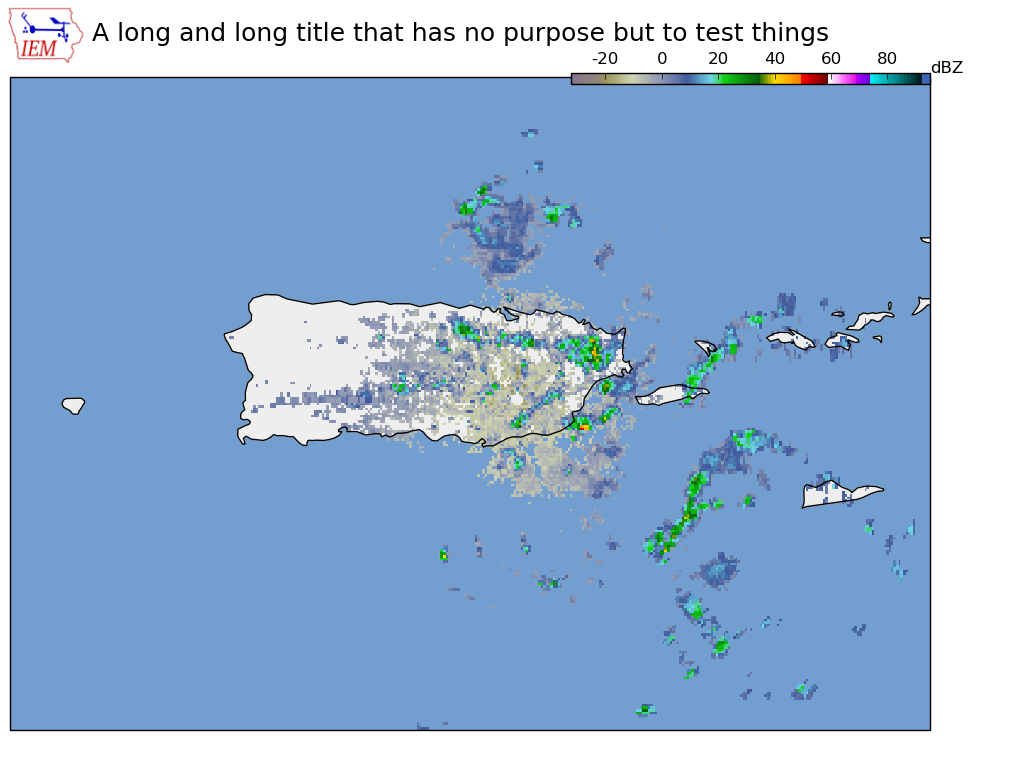 IEM
A long and long title that has no purpose but to test things
-20 0 20 40 60 80 dBZ